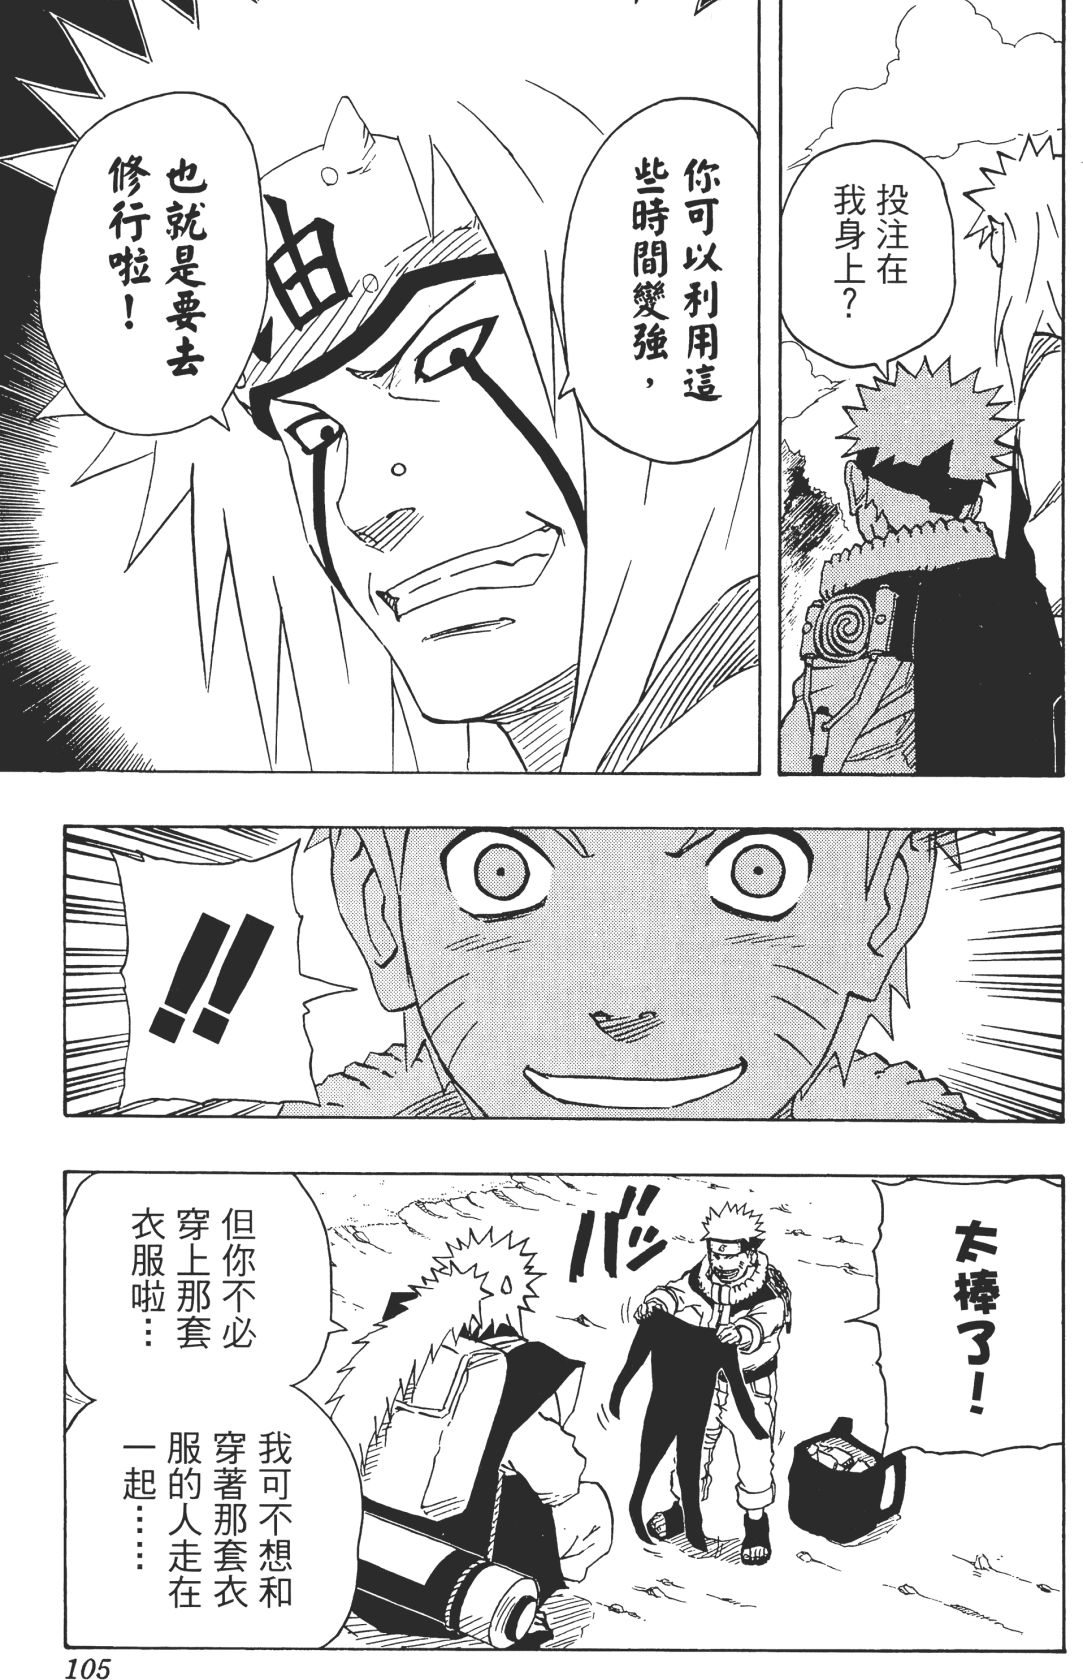 投注在
我身上?
你可以利用這
些時間變強，
也就是要去
修行啦！
由
!!
太棒了！
バッ
但你不必
穿上那套
衣服啦…
我可不想和
穿著那套衣
服的人走在
一起……
105